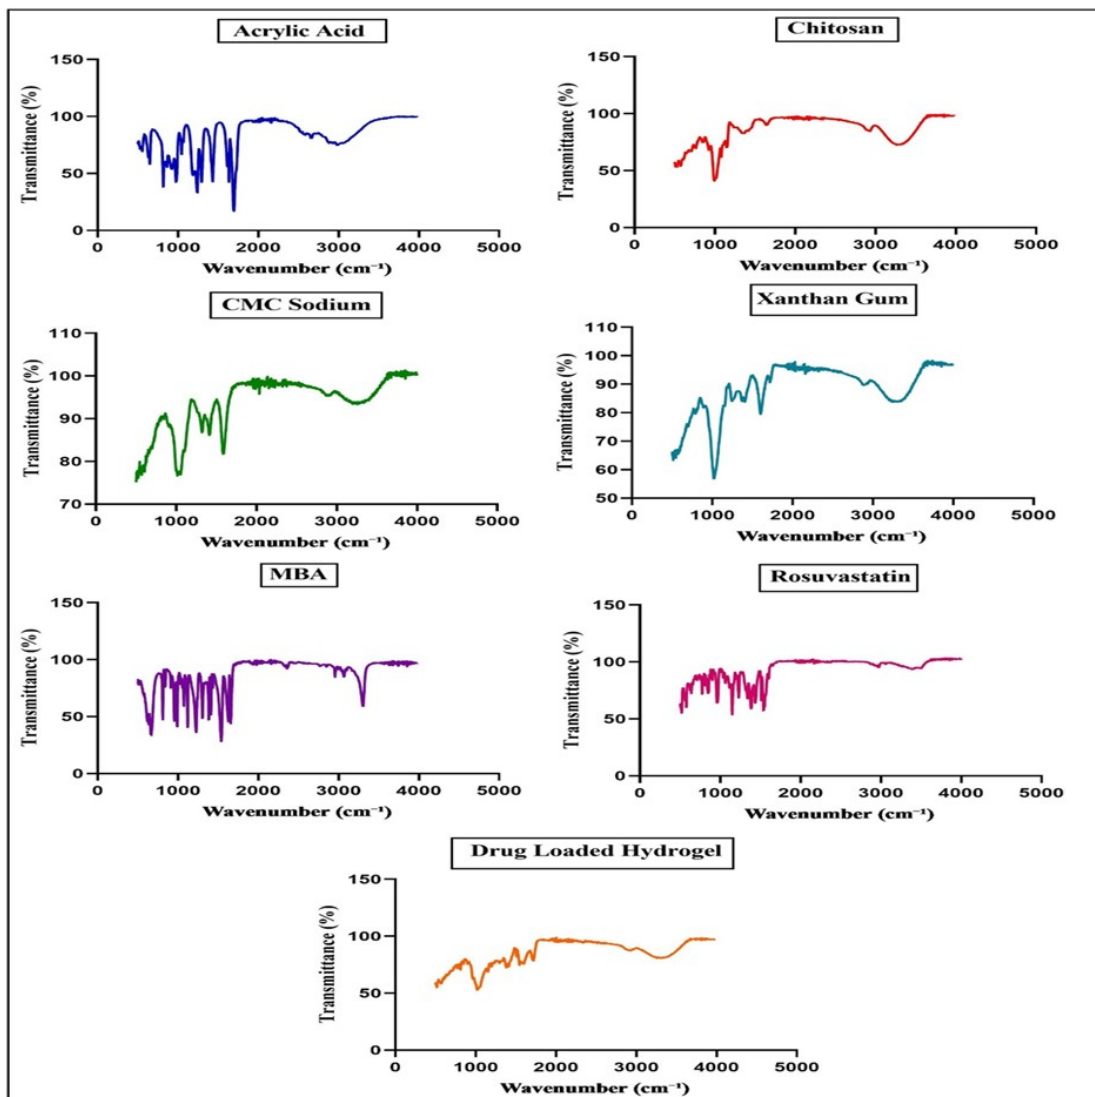 Acrylic Acid
Transmittance (%)
150
100
50
0
0 1000 2000 3000 4000 5000
Wavenumber (cm⁻¹)
Chitosan
Transmittance (%)
150
100
50
0
0 1000 2000 3000 4000 5000
Wavenumber (cm⁻¹)
CMC Sodium
Transmittance (%)
110
100
90
80
70
0 1000 2000 3000 4000 5000
Wavenumber (cm⁻¹)
Xanthan Gum
Transmittance (%)
110
100
90
80
70
60
50
0 1000 2000 3000 4000 5000
Wavenumber (cm⁻¹)
MBA
Transmittance (%)
150
100
50
0
0 1000 2000 3000 4000 5000
Wavenumber (cm⁻¹)
Rosuvastatin
Transmittance (%)
150
100
50
0
0 1000 2000 3000 4000 5000
Wavenumber (cm⁻¹)
Drug Loaded Hydrogel
Transmittance (%)
150
100
50
0
0 1000 2000 3000 4000 5000
Wavenumber (cm⁻¹)